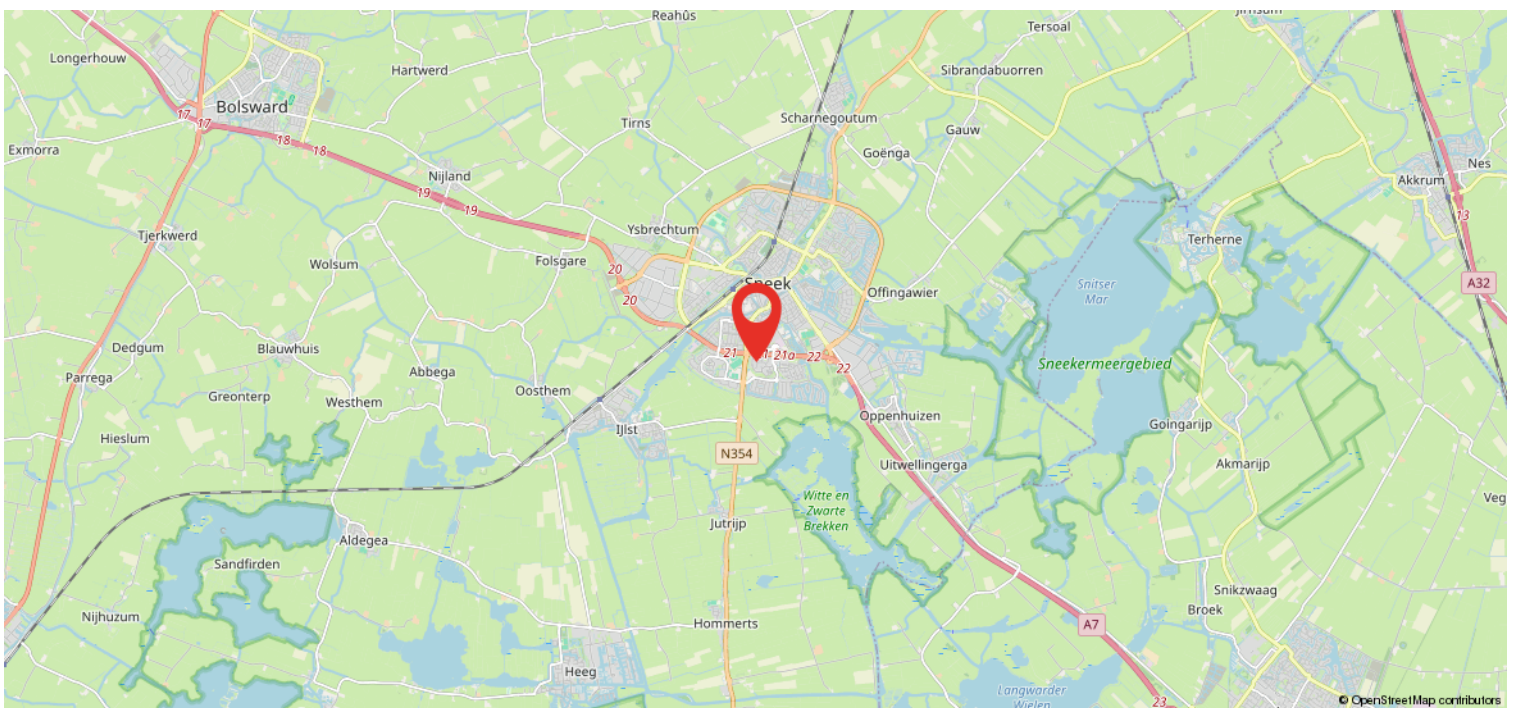 Reahûs
Jirnsum
Tersoal
Longerhouw
Hartwerd
Sibrandabuorren
Bolsward
17
17
Scharnegoutum
Tirns
Gauw
18
18
Exmorra
Goënga
Nes
Nijland
Akkrum
19
19
13
Ysbrechtum
Tjerkwerd
Terherne
Wolsum
Folsgare
20
20
Sneek
Offingawier
Snitser
Mar
A32
Dedgum
Blauwhuis
21
21a
22
22
Sneekermeergebied
Parrega
Abbega
Greonterp
Westhem
Oosthem
Oppenhuizen
Goingarijp
Hieslum
IJlst
N354
Uitwellingerga
Akmarijp
Witte en
Zwarte
Brekken
Veg
Jutrijp
Aldegea
Sandfirden
Snikzwaag
Nijhuzum
Hommerts
Broek
A7
Heeg
Langwarder
Wielen
23
© OpenStreetMap contributors